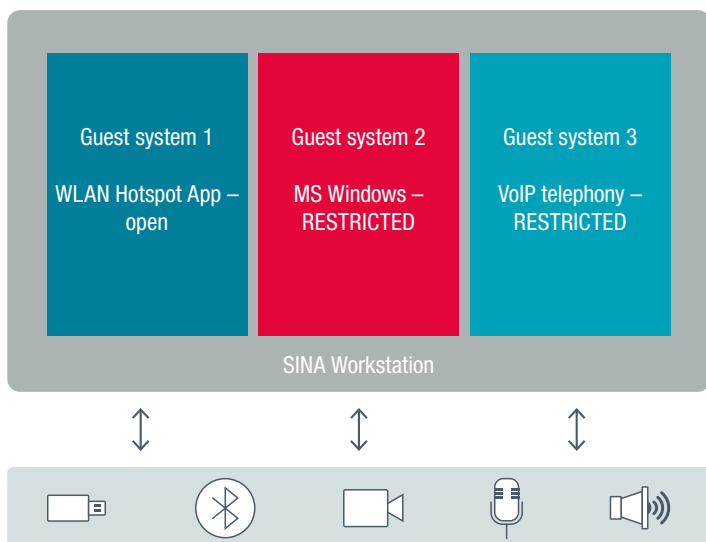 Guest system 1
WLAN Hotspot App –
open
Guest system 2
MS Windows –
RESTRICTED
Guest system 3
VoIP telephony –
RESTRICTED
SINA Workstation